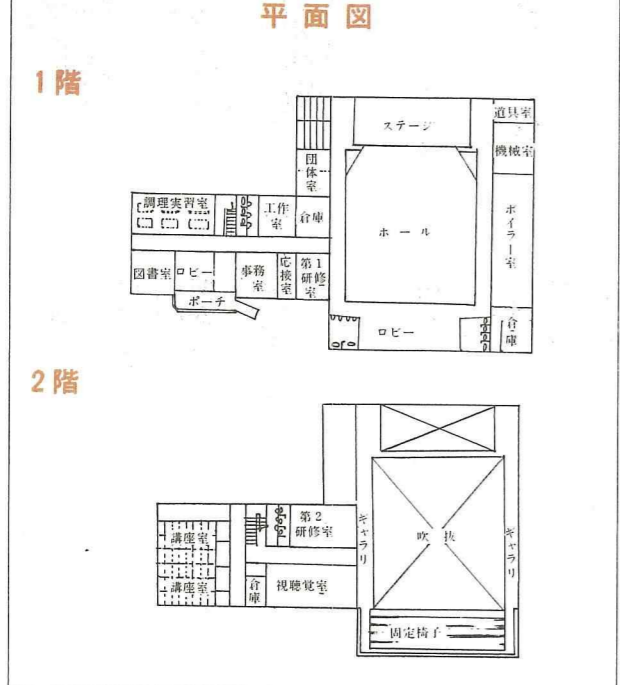 平面図
1階
ステージ
道具室
機械室
団体室
調理実習室
工作室
倉庫
ホール
ボイラー室
図書室
ロビー
事務室
応接室
第1研修室
ポーチ
ロビー
倉庫
2階
講座室
第2研修室
ギャラリ
吹抜
ギャラリ
講座室
倉庫
視聴覚室
固定椅子